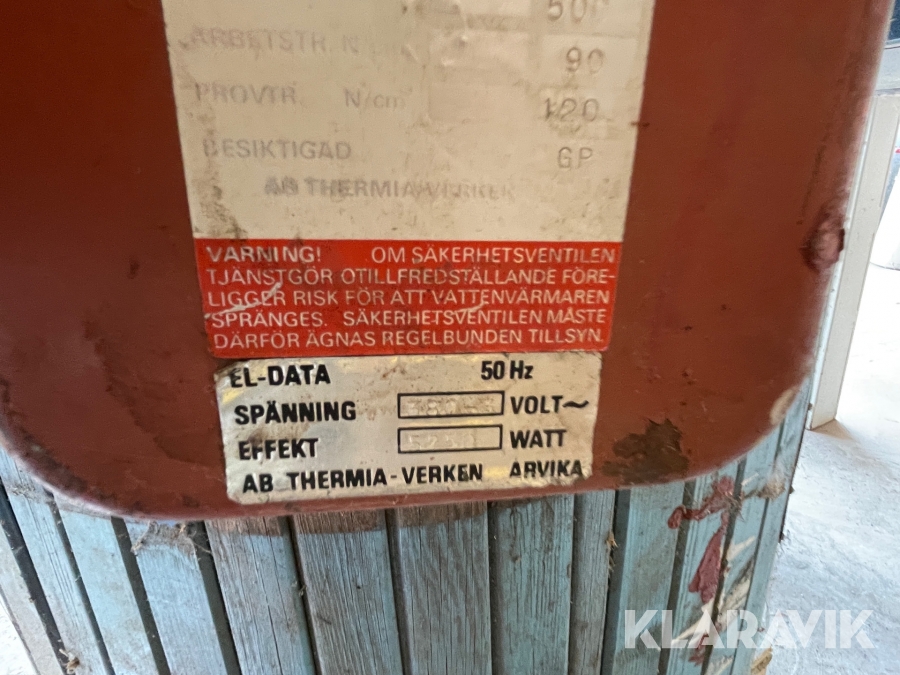 500
ARBETSTR. N
90
PROVTR. N/cm
120
BESIKTIGAD
GP
AB THERMIA-VERKEN
VARNING! OM SÄKERHETSVENTILEN
TJÄNSTGÖR OTILLFREDSTÄLLANDE FÖRE-
LIGGER RISK FÖR ATT VATTENVÄRMAREN
SPRÄNGES. SÄKERHETSVENTILEN MÅSTE
DÄRFÖR ÄGNAS REGELBUNDEN TILLSYN.
EL-DATA 50 Hz
SPÄNNING VOLT~
EFFEKT WATT
AB THERMIA-VERKEN ARVIKA
KLARAVIK